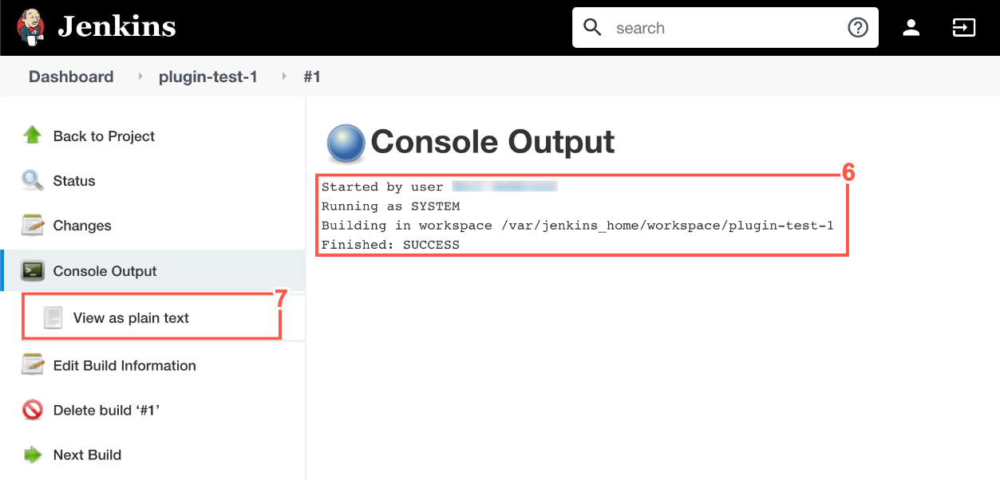 Jenkins
search
Dashboard
plugin-test-1
#1
Back to Project
Status
Changes
Console Output
View as plain text
7
Edit Build Information
Delete build ‘#1’
Next Build
Console Output
6
Started by user
Running as SYSTEM
Building in workspace /var/jenkins_home/workspace/plugin-test-1
Finished: SUCCESS